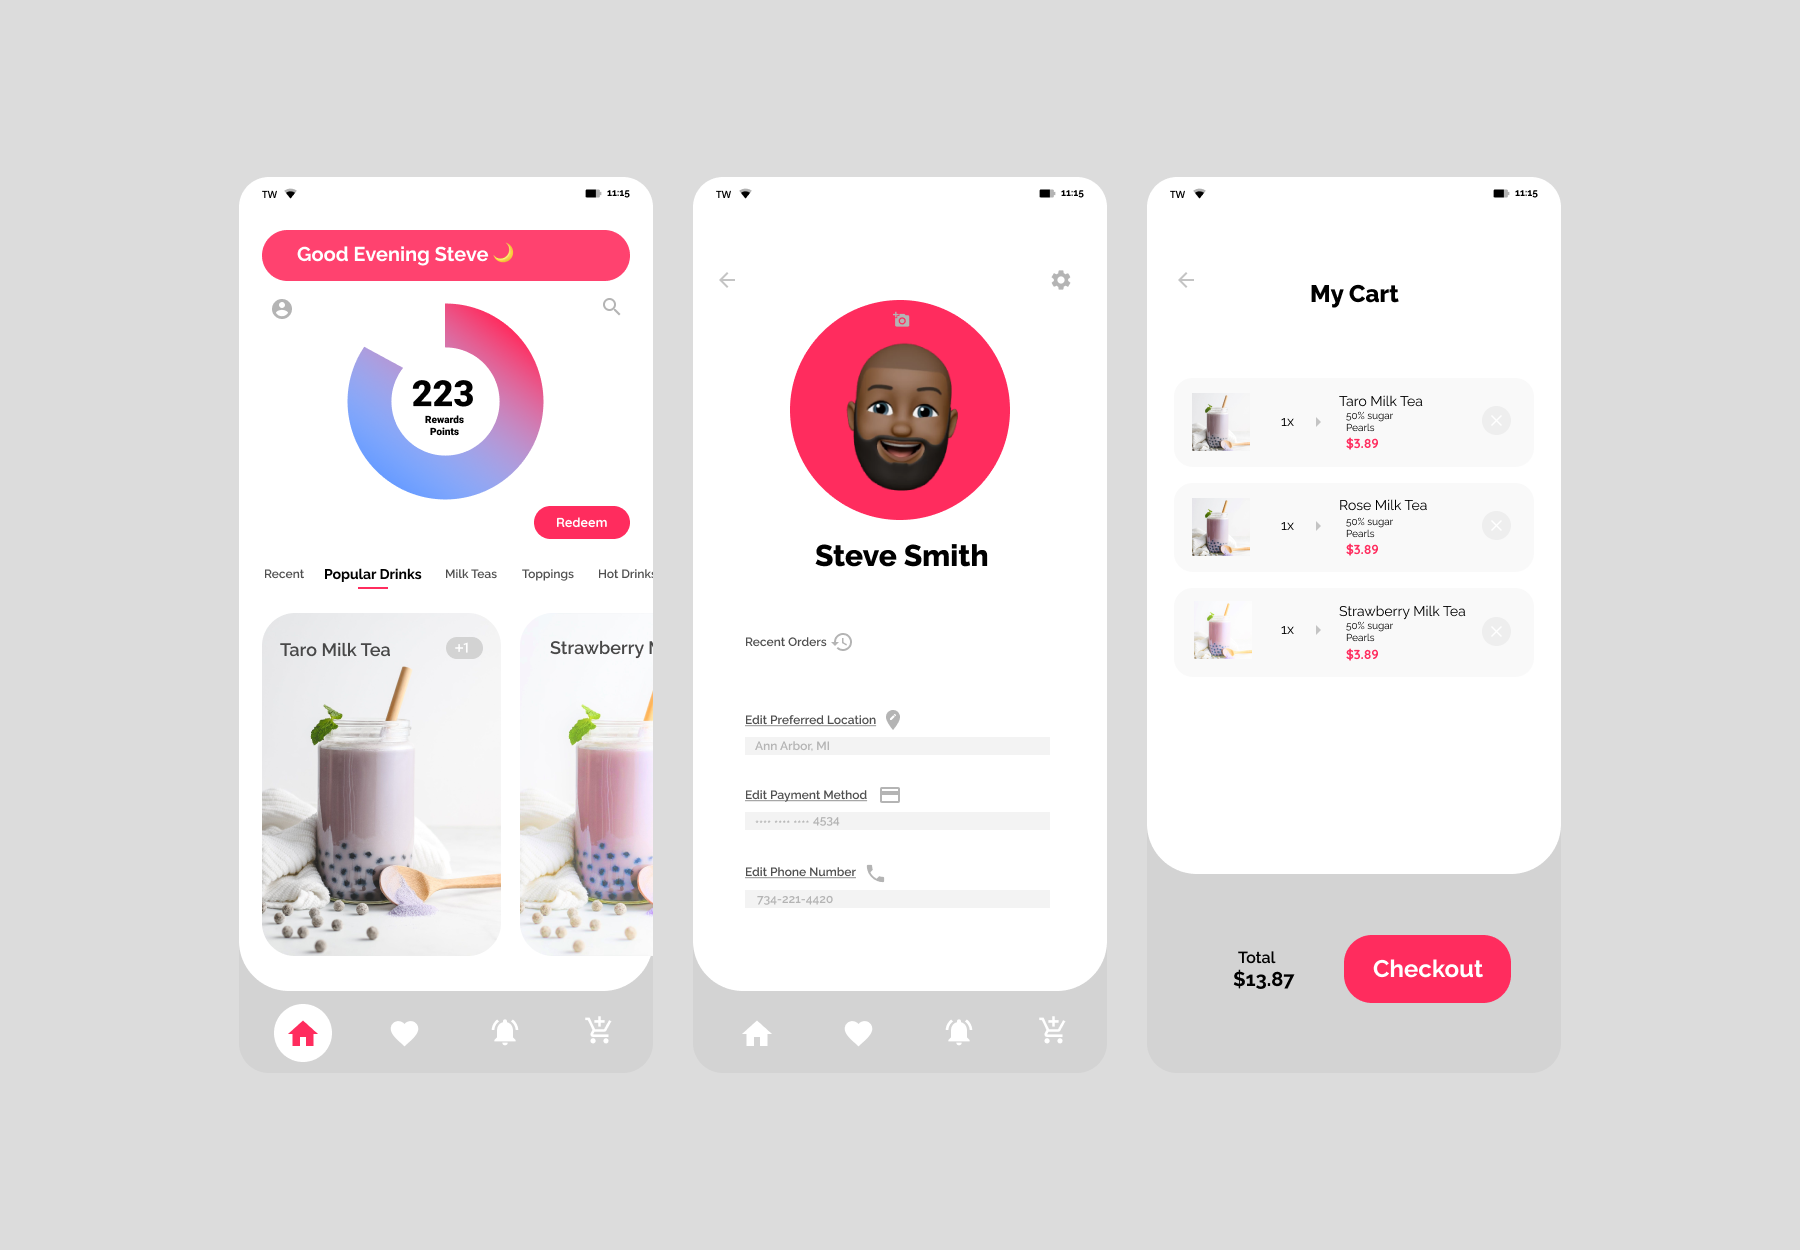 TW 11:15
Good Evening Steve🌙
223
Rewards
Points
Redeem
Recent Popular Drinks Milk Teas Toppings Hot Drinks
Taro Milk Tea +1
Strawberry M
TW 11:15
Steve Smith
Recent Orders
Edit Preferred Location
Ann Arbor, MI
Edit Payment Method
•••• •••• •••• 4534
Edit Phone Number
734-221-4420
TW 11:15
My Cart
1x
Taro Milk Tea
50% sugar
Pearls
$3.89
1x
Rose Milk Tea
50% sugar
Pearls
$3.89
1x
Strawberry Milk Tea
50% sugar
Pearls
$3.89
Total
$13.87
Checkout